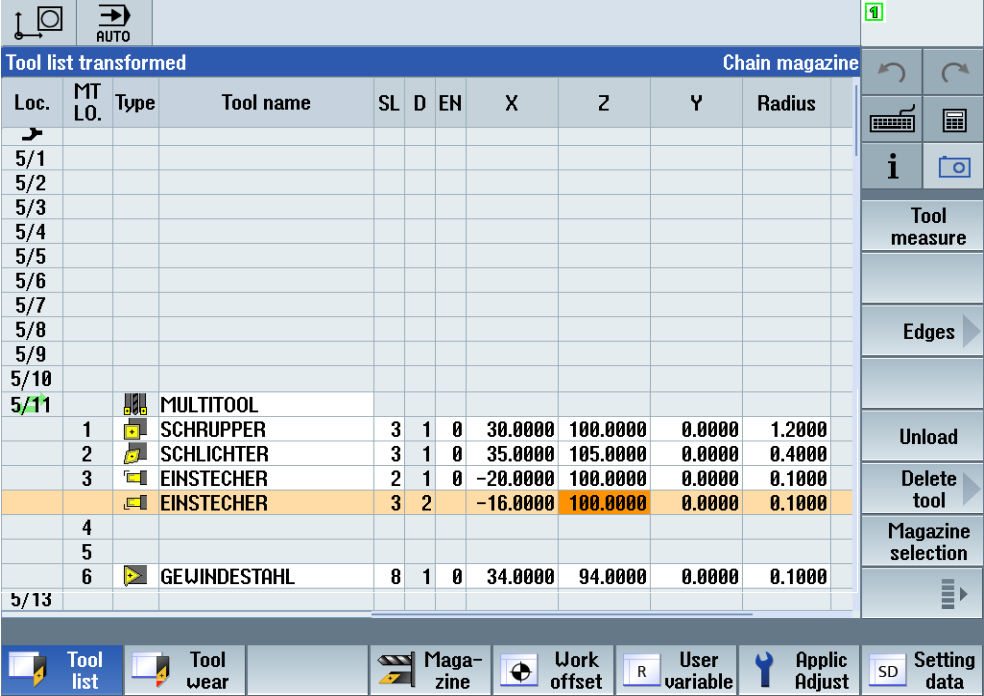 AUTO
1
Tool list transformed Chain magazine
Loc. MT LO. Type Tool name SL D EN X Z Y Radius
5/1
5/2
5/3
5/4
5/5
5/6
5/7
5/8
5/9
5/10
5/11 MULTITOOL
1 SCHRUPPER 3 1 0 30.0000 100.0000 0.0000 1.2000
2 SCHLICHTER 3 1 0 35.0000 105.0000 0.0000 0.4000
3 EINSTECHER 2 1 0 -20.0000 100.0000 0.0000 0.1000
EINSTECHER 3 2 -16.0000 100.0000 0.0000 0.1000
4
5
6 GEWINDESTAHL 8 1 0 34.0000 94.0000 0.0000 0.1000
5/13
i
Tool
measure
Edges
Unload
Delete
tool
Magazine
selection
Tool
list
Tool
wear
Maga-
zine
Work
offset
R User
variable
Applic
Adjust
SD Setting
data